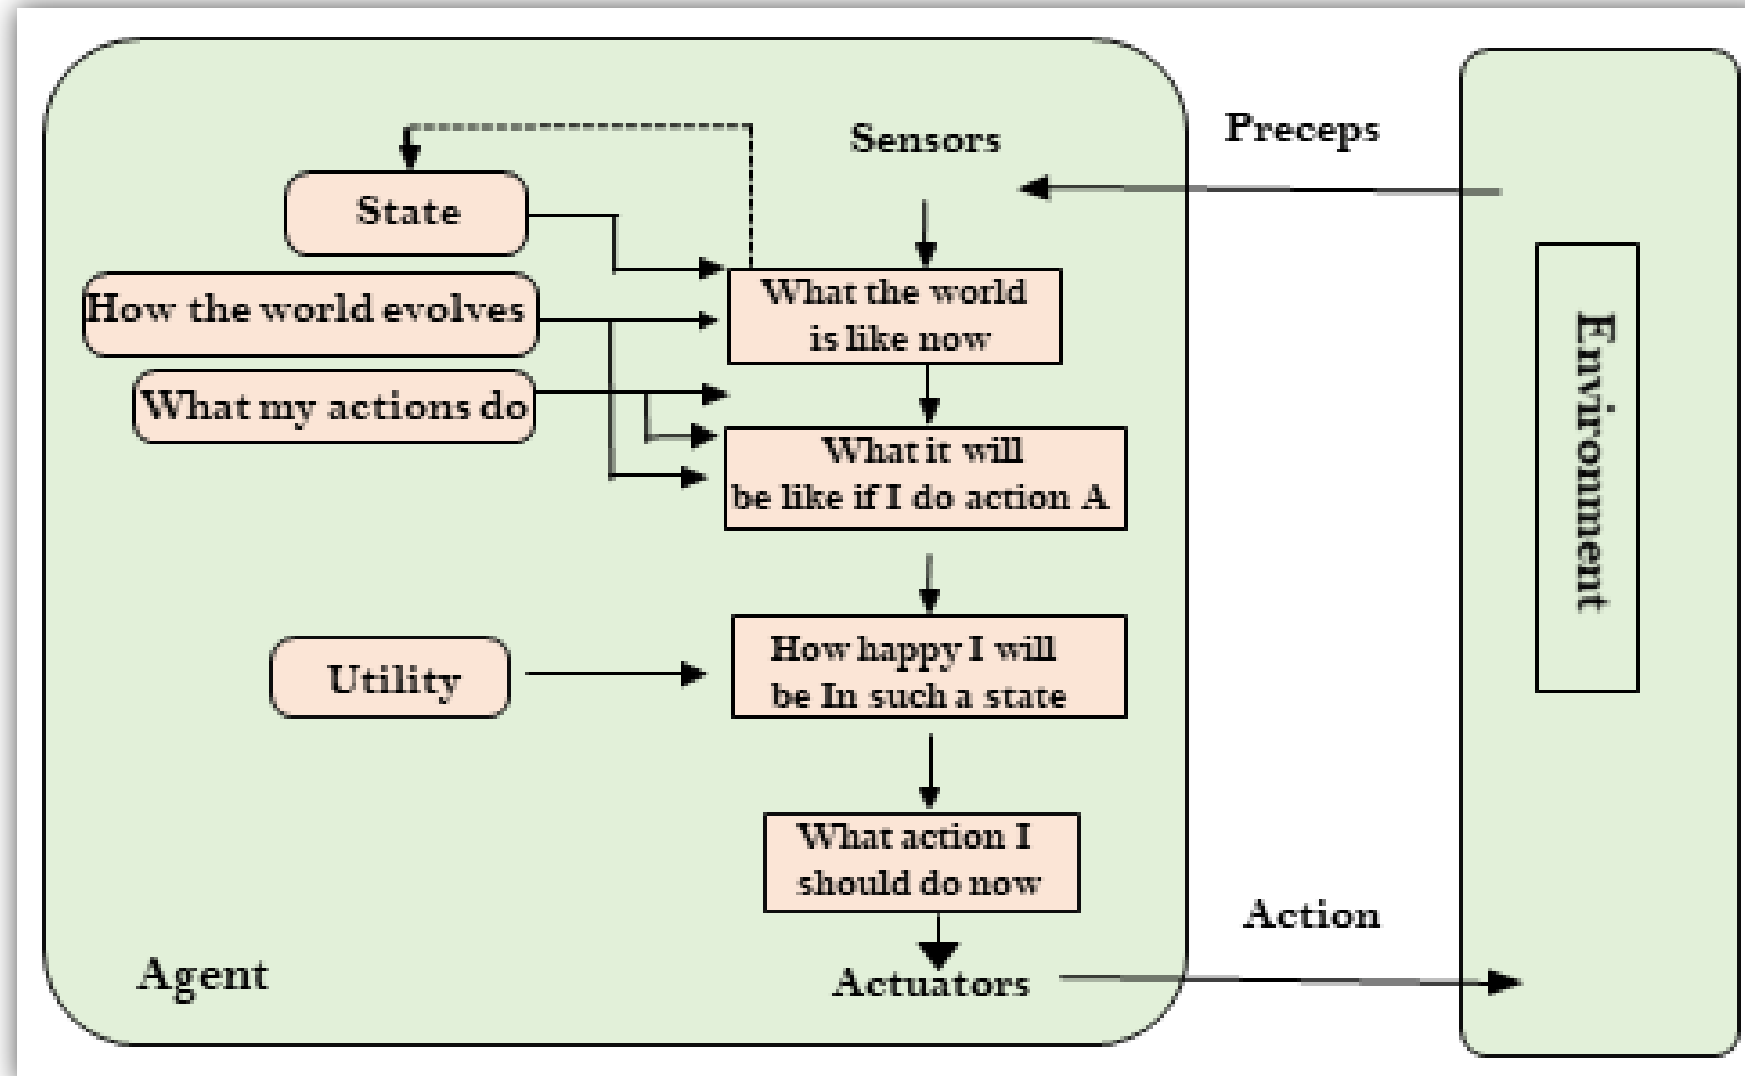 Sensors
Preceps
State
How the world evolves
What the world
is like now
What my actions do
What it will
be like if I do action A
Environment
Utility
How happy I will
be In such a state
What action I
should do now
Action
Agent
Actuators